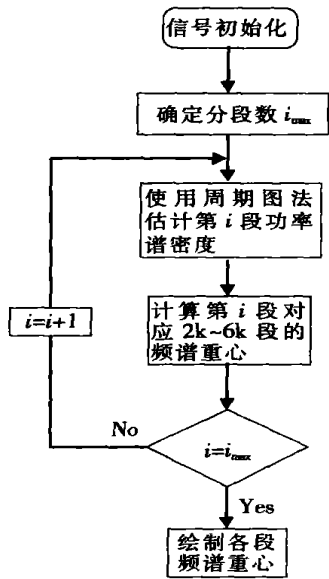 信号初始化
确定分段数 imax
使用周期图法
估计第 i 段功率
谱密度
计算第 i 段对
应 2k~6k 段的
频谱重心
i=i+1
No
i=imax
Yes
绘制各段
频谱重心